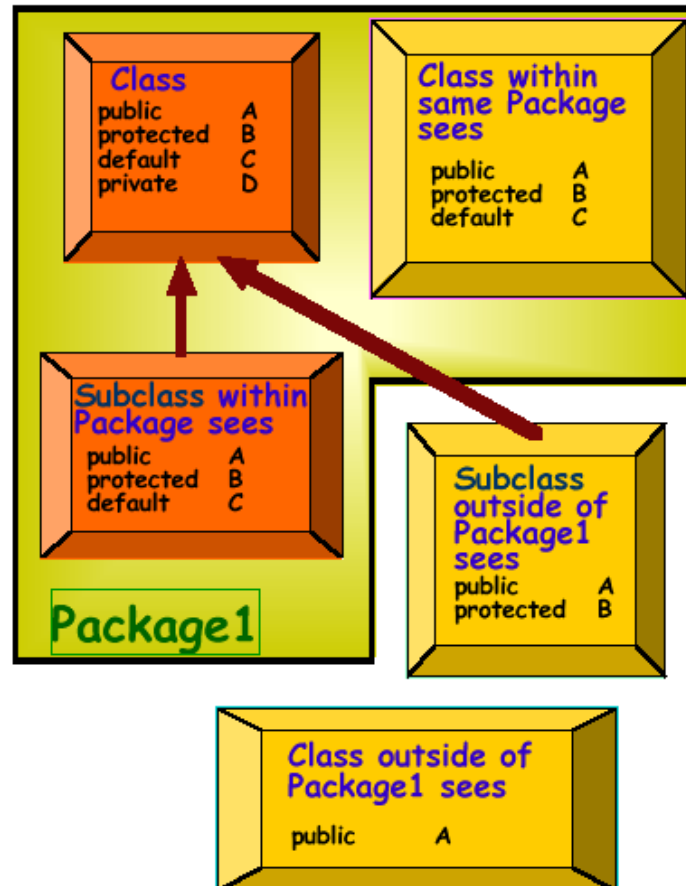 Class
public A
protected B
default C
private D
Class within
same Package
sees
public A
protected B
default C
Subclass within
Package sees
public A
protected B
default C
Subclass
outside of
Package1
sees
public A
protected B
Package1
Class outside of
Package1 sees
public A